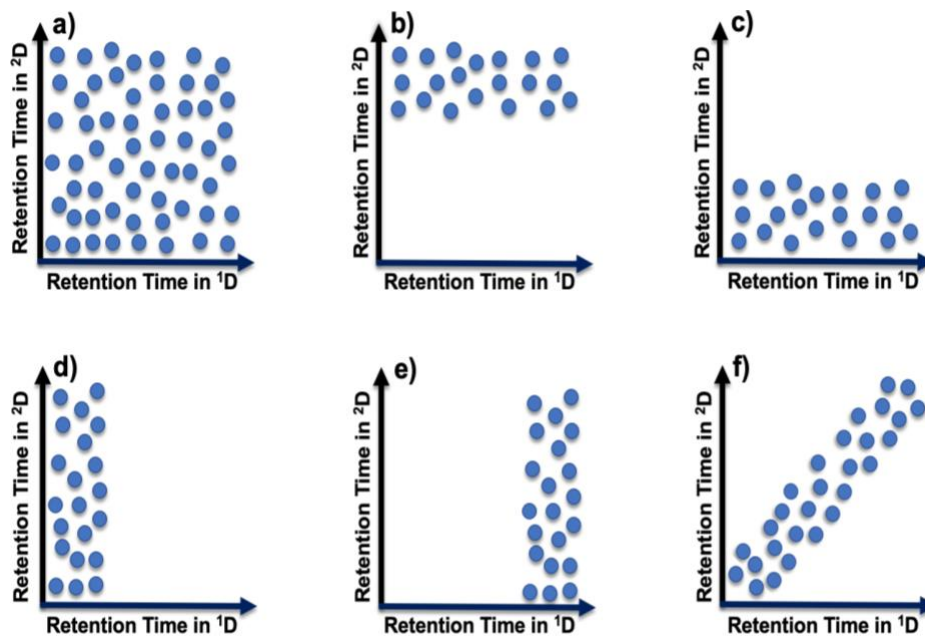 a)
Retention Time in ²D
Retention Time in ¹D
b)
Retention Time in ²D
Retention Time in ¹D
c)
Retention Time in ²D
Retention Time in ¹D
d)
Retention Time in ²D
Retention Time in ¹D
e)
Retention Time in ²D
Retention Time in ¹D
f)
Retention Time in ²D
Retention Time in ¹D